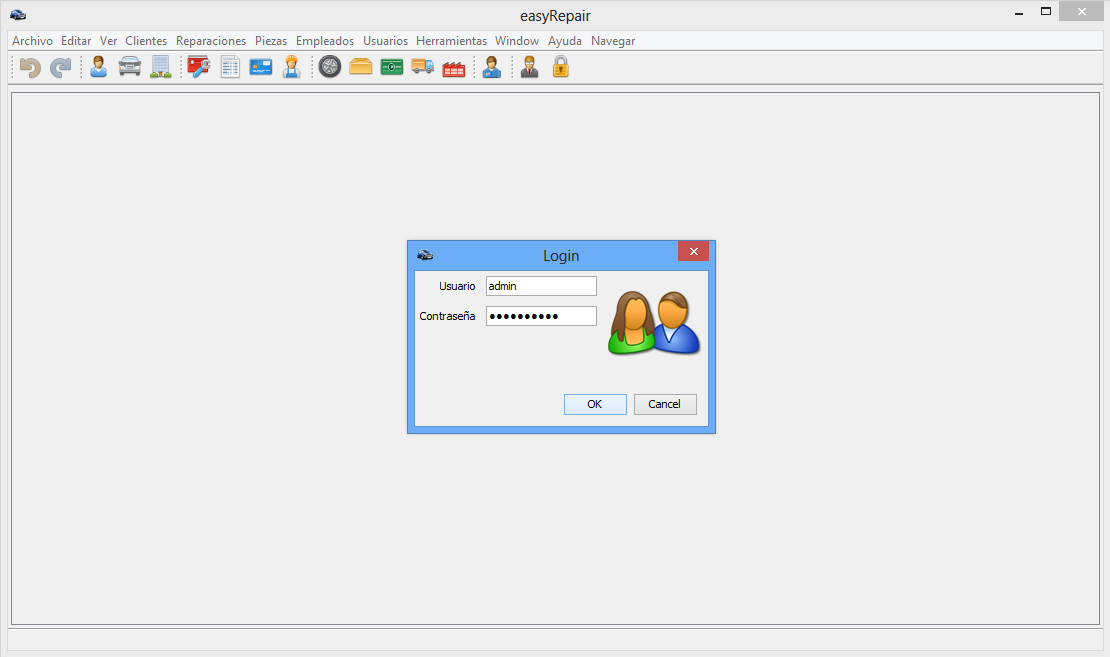 easyRepair
Archivo Editar Ver Clientes Reparaciones Piezas Empleados Usuarios Herramientas Window Ayuda Navegar
Login
Usuario admin
Contraseña ••••••••••
OK Cancel